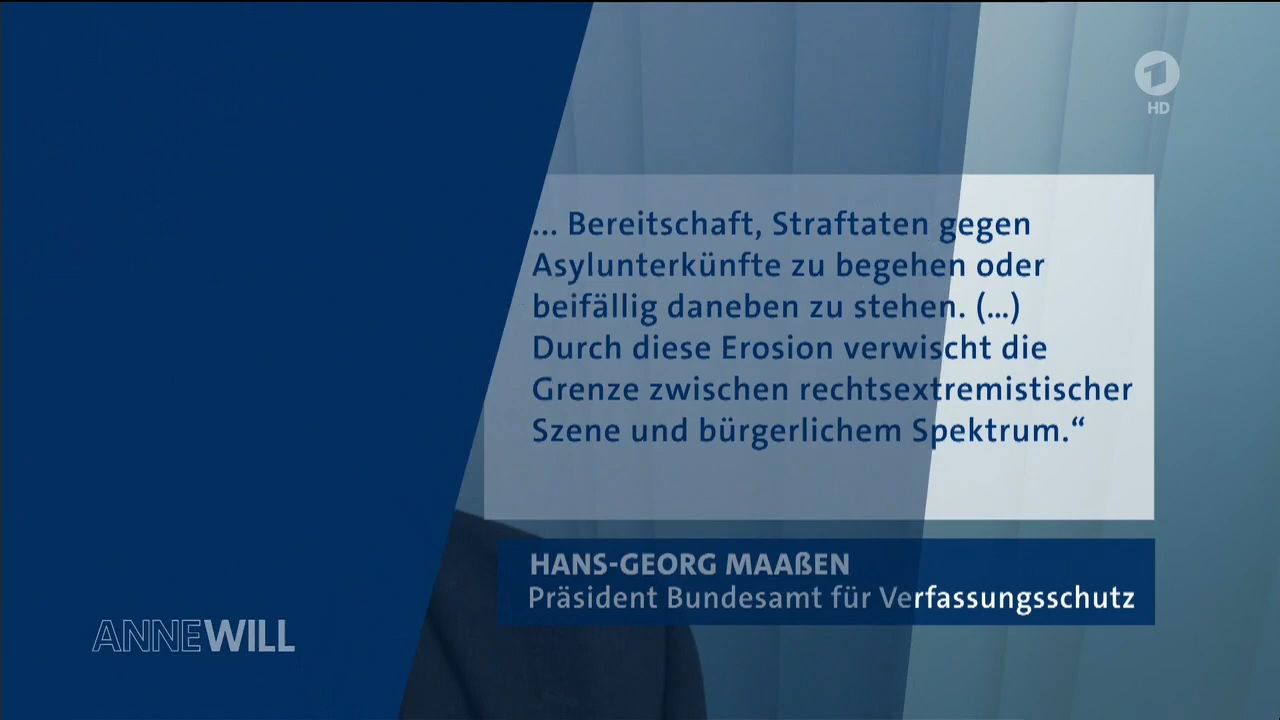 1
HD
... Bereitschaft, Straftaten gegen
Asylunterkünfte zu begehen oder
beifällig daneben zu stehen. (...)
Durch diese Erosion verwischt die
Grenze zwischen rechtsextremistischer
Szene und bürgerlichem Spektrum.“
HANS-GEORG MAAßEN
Präsident Bundesamt für Verfassungsschutz
ANNEWILL